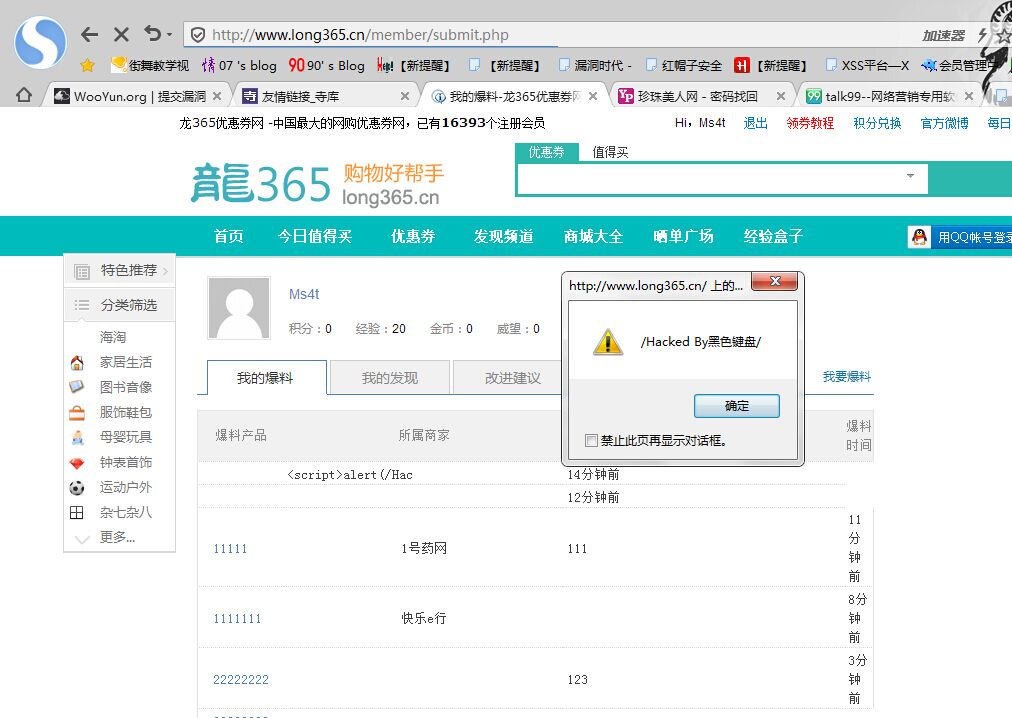 http://www.long365.cn/member/submit.php
加速器
街舞教学视
07 's blog
90' s Blog
【新提醒】
【新提醒】
漏洞时代 -
红帽子安全
【新提醒】
XSS平台—X
会员管理中
WooYun.org | 提交漏洞
友情链接_寺库
我的爆料-龙365优惠券网
珍珠美人网 - 密码找回
talk99--网络营销专用软
龙365优惠券网 -中国最大的网购优惠券网，已有16393个注册会员
Hi，Ms4t
退出
领券教程
积分兑换
官方微博
每日
龍365
购物好帮手
long365.cn
优惠券
值得买
首页
今日值得买
优惠券
发现频道
商城大全
晒单广场
经验盒子
用QQ帐号登录
特色推荐
分类筛选
海淘
家居生活
图书音像
服饰鞋包
母婴玩具
钟表首饰
运动户外
杂七杂八
更多...
Ms4t
积分：0
经验：20
金币：0
威望：0
http://www.long365.cn/ 上的...
/Hacked By黑色键盘/
确定
禁止此页再显示对话框。
我的爆料
我的发现
改进建议
我要爆料
爆料产品
所属商家
爆料
时间
<script>alert(/Hac
14分钟前
12分钟前
11111
1号药网
111
11
分
钟
前
1111111
快乐e行
8分
钟
前
22222222
123
3分
钟
前